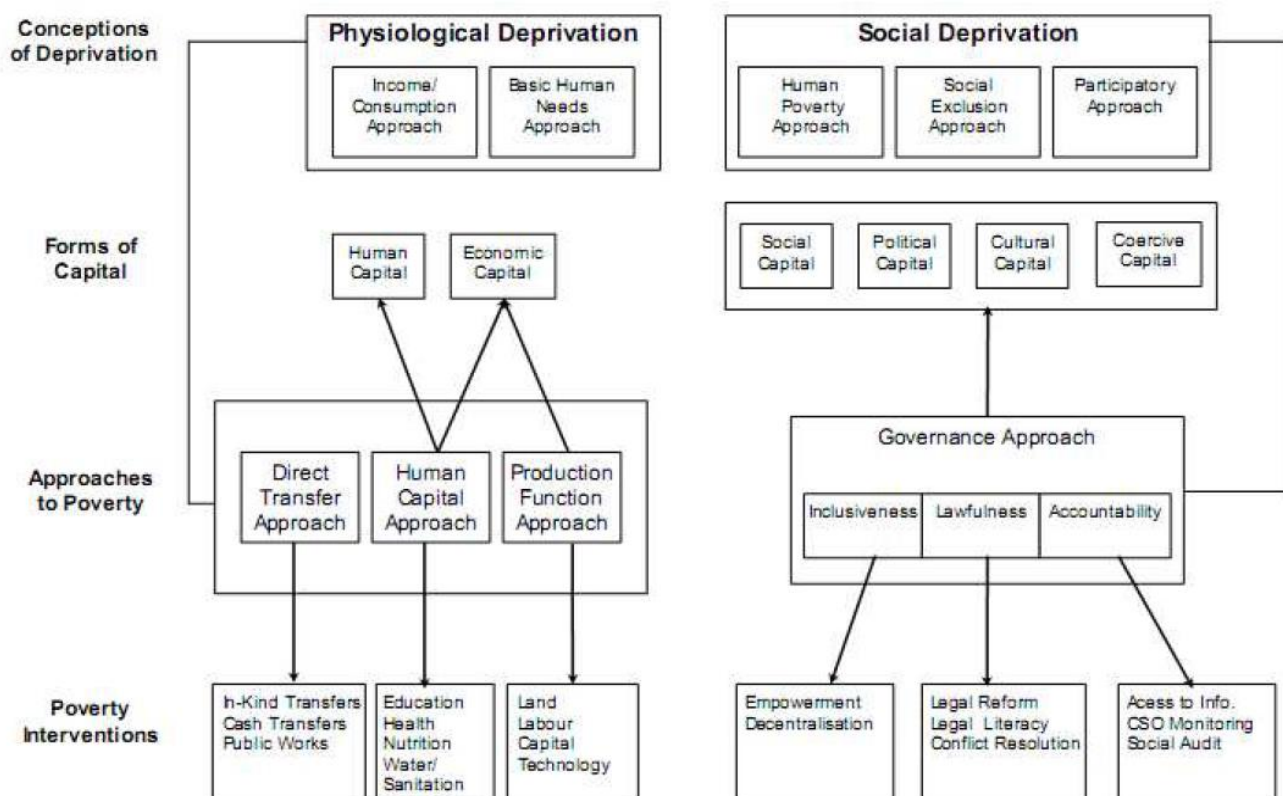 Conceptions
of Deprivation
Physiological Deprivation
Income/
Consumption
Approach
Basic Human
Needs
Approach
Social Deprivation
Human
Poverty
Approach
Social
Exclusion
Approach
Participatory
Approach
Forms of
Capital
Human
Capital
Economic
Capital
Social
Capital
Political
Capital
Cultural
Capital
Coercive
Capital
Approaches
to Poverty
Direct
Transfer
Approach
Human
Capital
Approach
Production
Function
Approach
Governance Approach
Inclusiveness
Lawfulness
Accountability
Poverty
Interventions
In-Kind Transfers
Cash Transfers
Public Works
Education
Health
Nutrition
Water/
Sanitation
Land
Labour
Capital
Technology
Empowerment
Decentralisation
Legal Reform
Legal Literacy
Conflict Resolution
Acess to Info.
CSO Monitoring
Social Audit